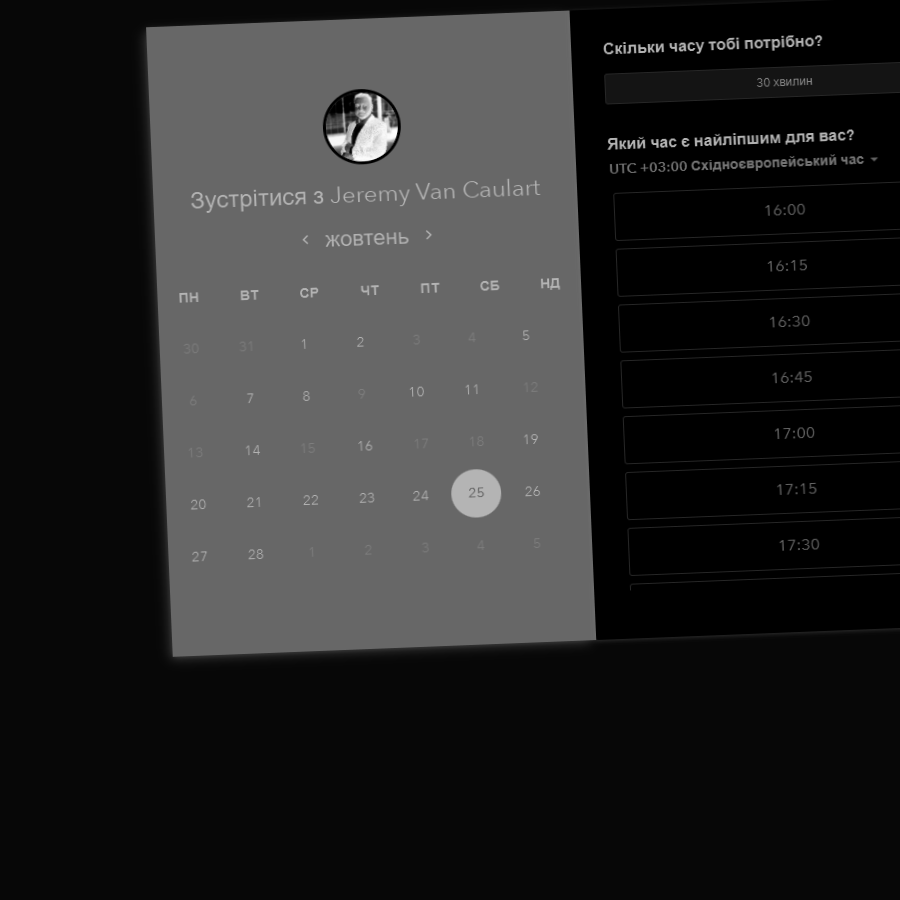 Зустрітися з Jeremy Van Caulart
жовтень
ПН ВТ СР ЧТ ПТ СБ НД
30 31 1 2 3 4 5
6 7 8 9 10 11 12
13 14 15 16 17 18 19
20 21 22 23 24 25 26
27 28 1 2 3 4 5
Скільки часу тобі потрібно?
30 хвилин
Який час є найліпшим для вас?
UTC +03:00 Східноєвропейський час
16:00
16:15
16:30
16:45
17:00
17:15
17:30